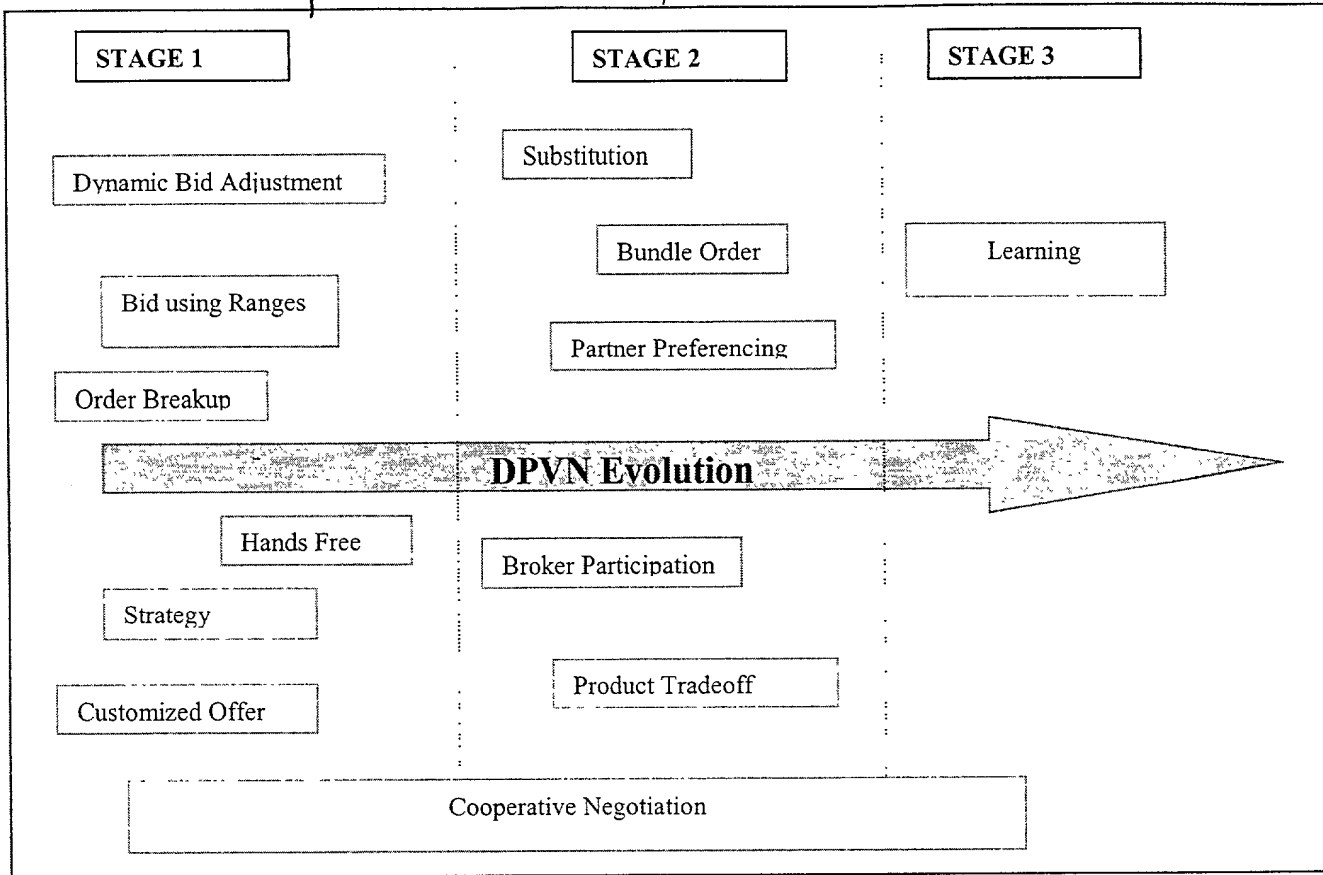 STAGE 1
STAGE 2
STAGE 3
Dynamic Bid Adjustment
Substitution
Bundle Order
Learning
Bid using Ranges
Partner Preferencing
Order Breakup
DPVN Evolution
Hands Free
Broker Participation
Strategy
Product Tradeoff
Customized Offer
Cooperative Negotiation